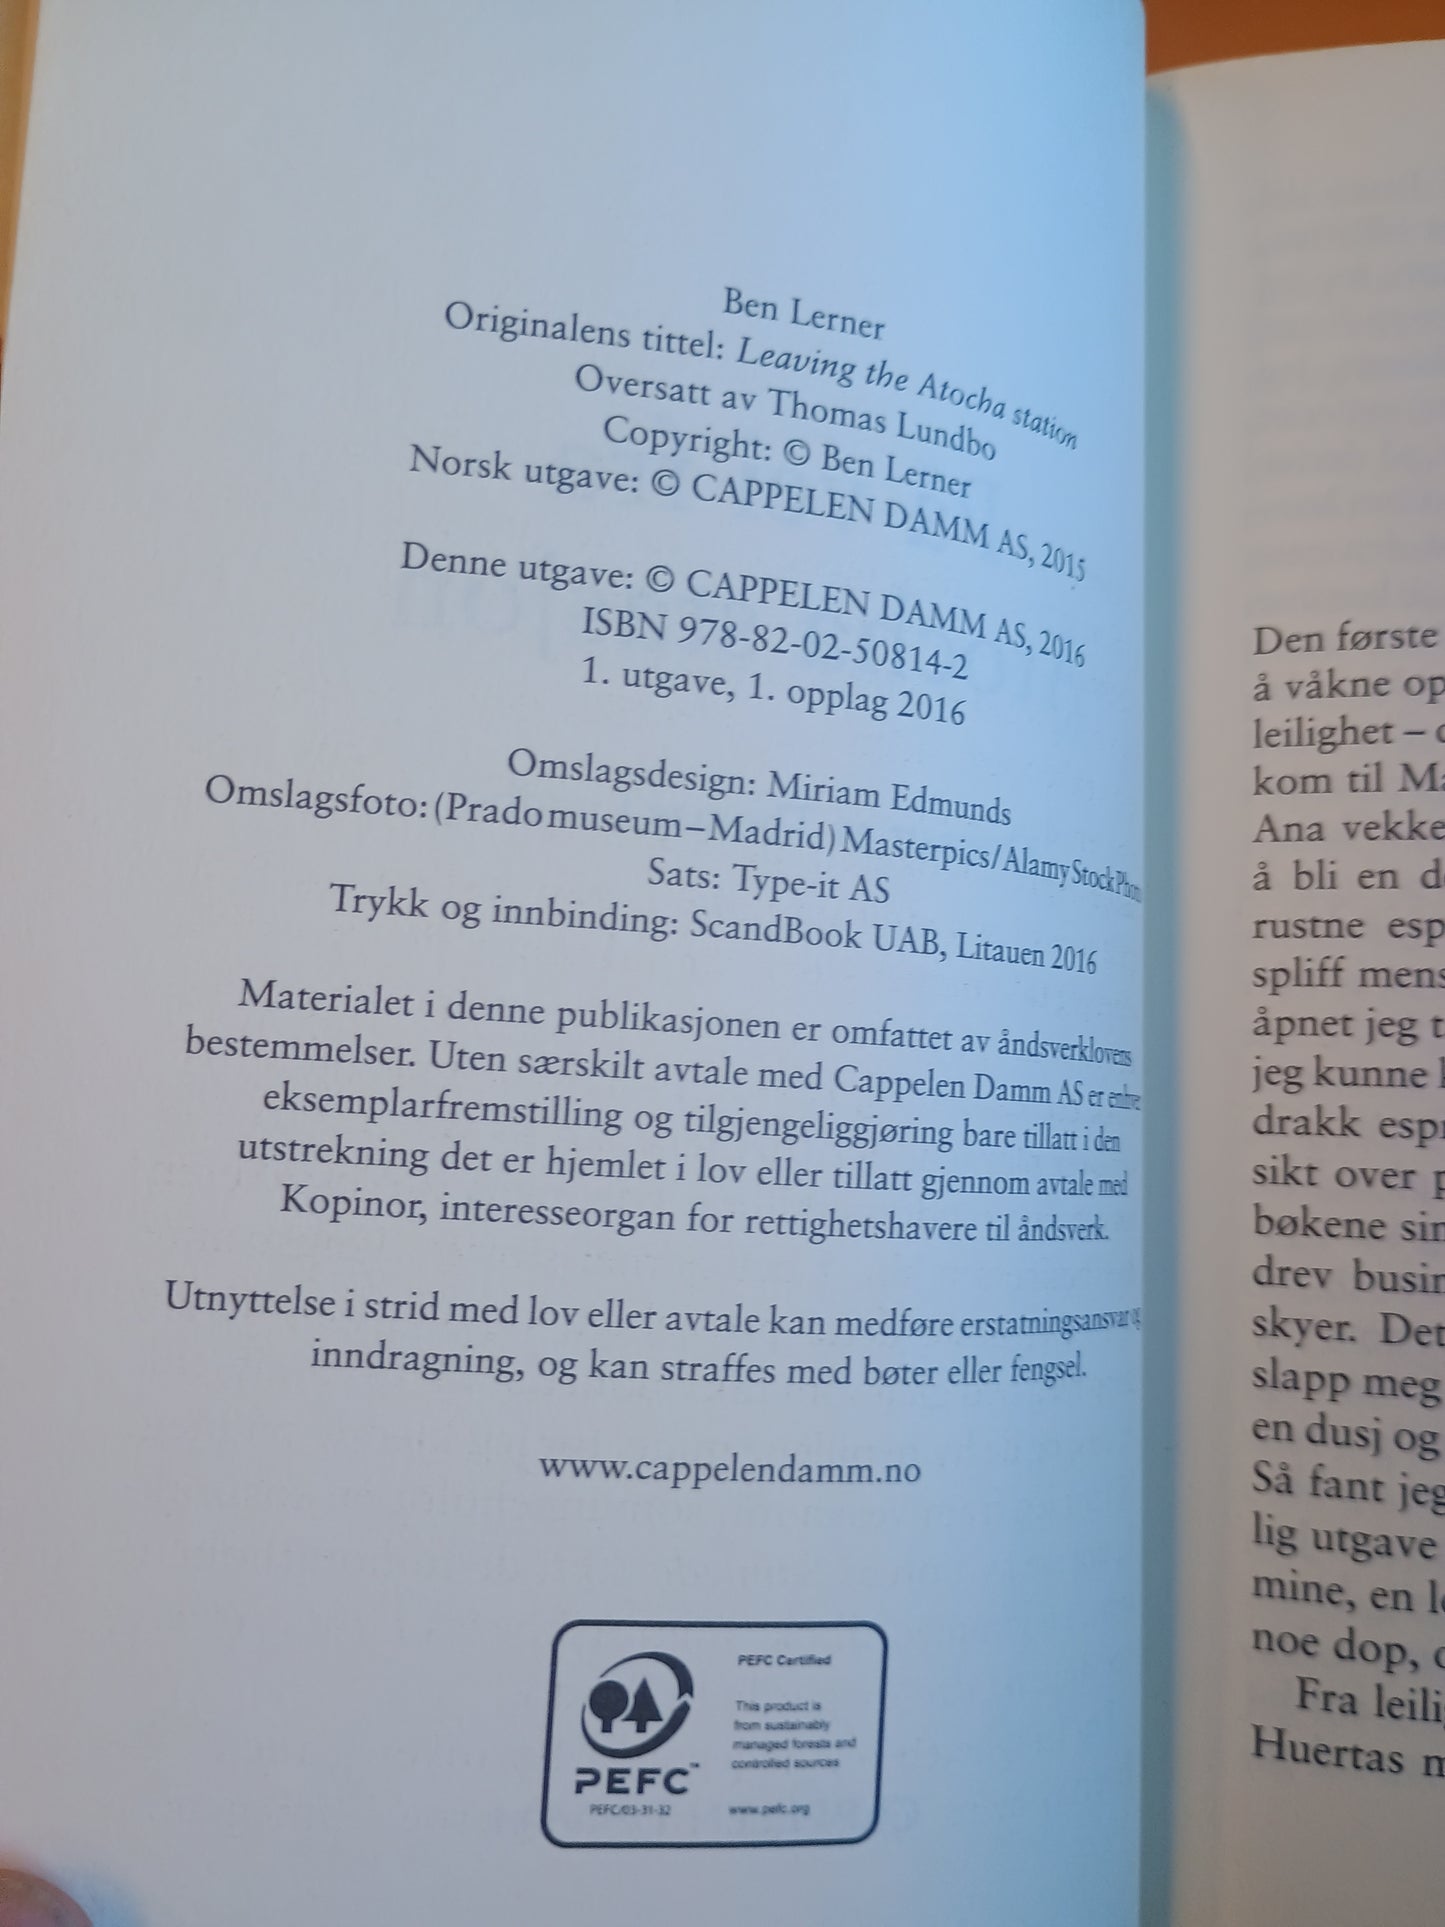 Ben Lerner
Originalens tittel: Leaving the Atocha station
Oversatt av Thomas Lundbo
Copyright: © Ben Lerner
Norsk utgave: © CAPPELEN DAMM AS, 2015
Denne utgave: © CAPPELEN DAMM AS, 2016
ISBN 978-82-02-50814-2
1. utgave, 1. opplag 2016
Omslagsdesign: Miriam Edmunds
Omslagsfoto: (Prado museum – Madrid) Masterpics / Alamy Stock
Sats: Type-it AS
Trykk og innbinding: ScandBook UAB, Litauen 2016
Materialet i denne publikasjonen er omfattet av åndsverklovens
bestemmelser. Uten særskilt avtale med Cappelen Damm AS er
eksemplarfremstilling og tilgjengeliggjøring bare tillatt i den
utstrekning det er hjemlet i lov eller tillatt gjennom avtale med
Kopinor, interesseorgan for rettighetshavere til åndsverk.
Utnyttelse i strid med lov eller avtale kan medføre erstatningsansvar og
inndragning, og kan straffes med bøter eller fengsel.
www.cappelendamm.no
PEFC™
PEFC/03-31-32
PEFC Certified
This product is
from sustainably
managed forests and
controlled sources
www.pefc.org
Den første
å våkne op
leilighet –
kom til Ma
Ana vekke
å bli en d
rustne esp
spliff mens
åpnet jeg t
jeg kunne
drakk esp
sikt over p
bøkene sin
drev busin
skyer. Det
slapp meg
en dusj og
Så fant jeg
lig utgave
mine, en l
noe dop,
Fra leili
Huertas m